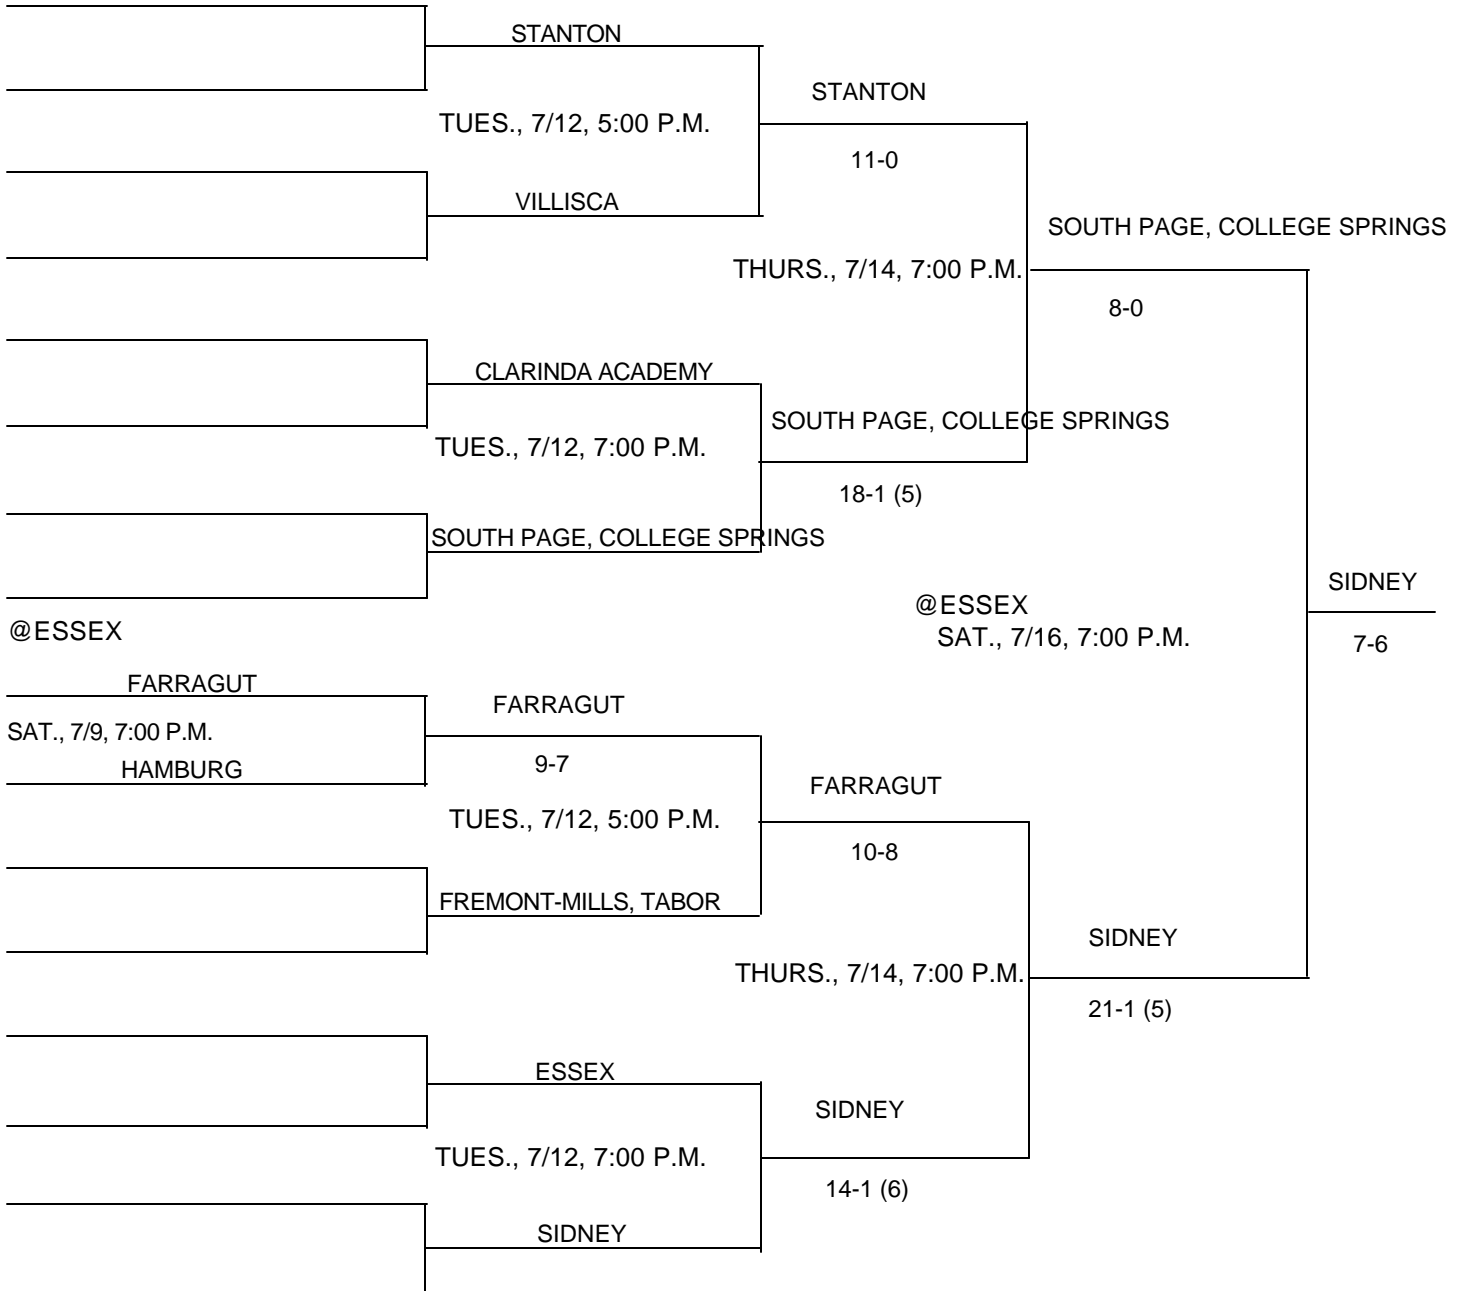 STANTON
STANTON
TUES., 7/12, 5:00 P.M.
11-0
VILLISCA
SOUTH PAGE, COLLEGE SPRINGS
THURS., 7/14, 7:00 P.M.
8-0
CLARINDA ACADEMY
SOUTH PAGE, COLLEGE SPRINGS
TUES., 7/12, 7:00 P.M.
18-1 (5)
SOUTH PAGE, COLLEGE SPRINGS
SIDNEY
@ESSEX
SAT., 7/16, 7:00 P.M.
7-6
@ESSEX
FARRAGUT
FARRAGUT
SAT., 7/9, 7:00 P.M.
HAMBURG
9-7
FARRAGUT
TUES., 7/12, 5:00 P.M.
10-8
FREMONT-MILLS, TABOR
SIDNEY
THURS., 7/14, 7:00 P.M.
21-1 (5)
ESSEX
SIDNEY
TUES., 7/12, 7:00 P.M.
14-1 (6)
SIDNEY